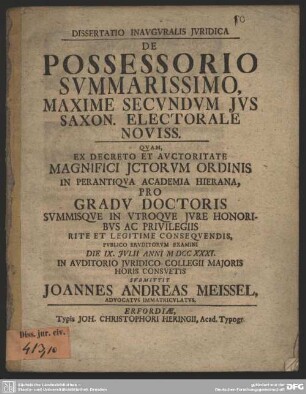 DISSERTATIO INAVGVRALIS JVRIDICA
DE
POSSESSORIO
SVMMARISSIMO,
MAXIME SECVNDVM JVS
SAXON. ELECTORALE
NOVISS.
QVAM,
EX DECRETO ET AVCTORITATE
MAGNIFICI JCTORVM ORDINIS
IN PERANTIQVA ACADEMIA HIERANA,
PRO
GRADV DOCTORIS
SVMMISQVE IN VTROQVE JVRE HONORI-
BVS AC PRIVILEGIIS
RITE ET LEGITIME CONSEQVENDIS,
PVBLICO ERVDITORVM EXAMINI
DIE IX. JVLII ANNI M DCC XXXI.
IN AVDITORIO JVRIDICO COLLEGII MAJORIS
HORIS CONSVETIS
SVBMITTIT
JOANNES ANDREAS MEISSEL,
ADVOCATVS IMMATRICVLATVS.
ERFORDIÆ,
Typis JOH. CHRISTOPHORI HERINGII, Acad. Typogr.
Diss. jur. civ.